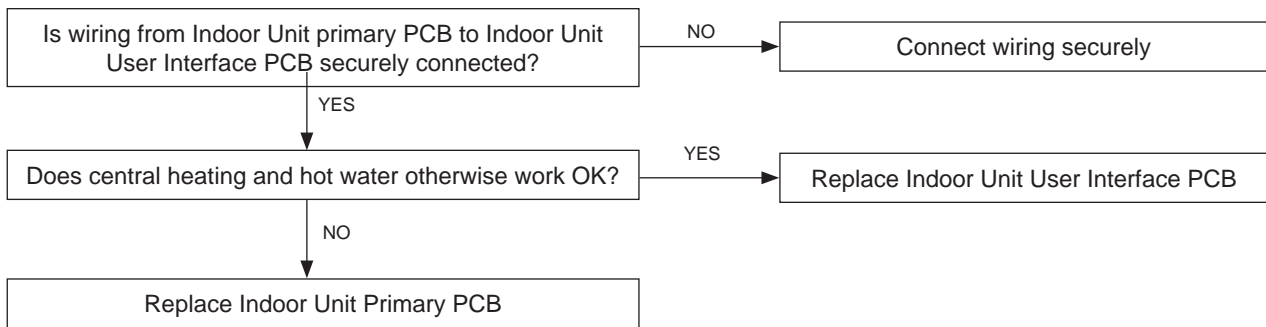 Is wiring from Indoor Unit primary PCB to Indoor Unit
User Interface PCB securely connected?
NO
Connect wiring securely
YES
Does central heating and hot water otherwise work OK?
YES
Replace Indoor Unit User Interface PCB
NO
Replace Indoor Unit Primary PCB